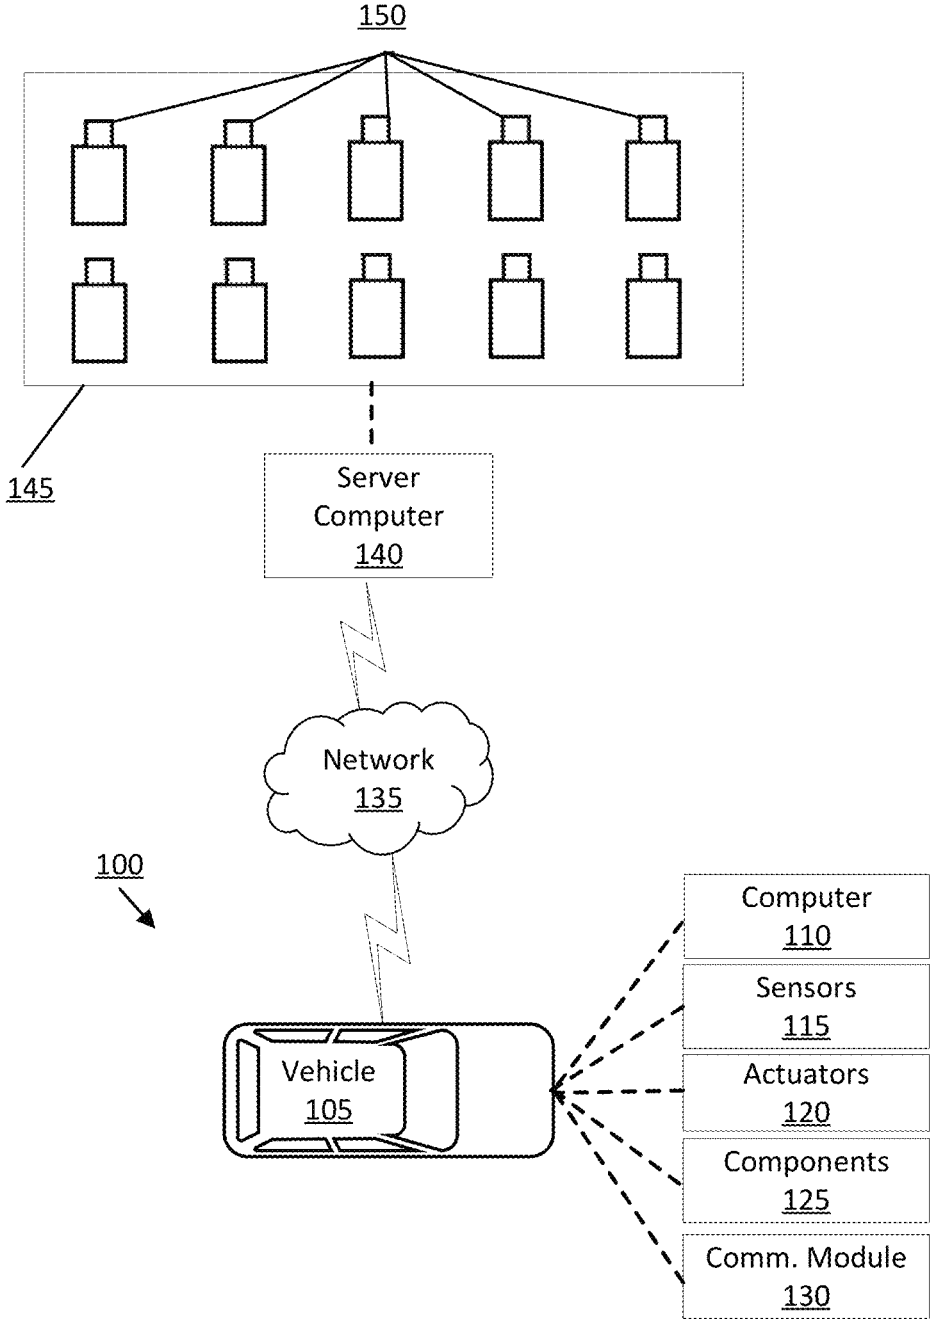 150
145
Server
Computer
140
Network
135
100
Computer
110
Sensors
115
Vehicle
105
Actuators
120
Components
125
Comm. Module
130